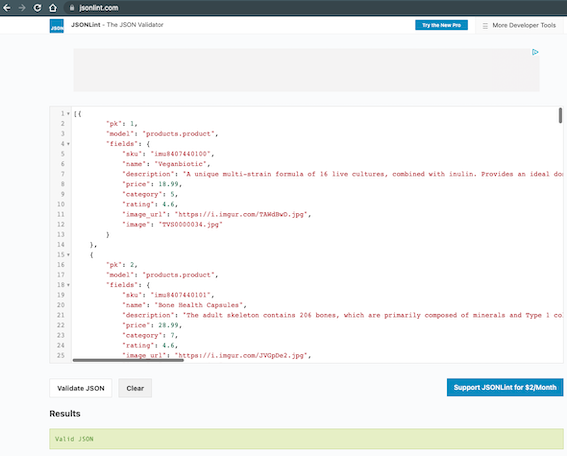 jsonlint.com
JSONLint - The JSON Validator
Try the New Pro
More Developer Tools
1 [{
2 "pk": 1,
3 "model": "products.product",
4 "fields": {
5 "sku": "imu8407440100",
6 "name": "Veganbiotic",
7 "description": "A unique multi-strain formula of 16 live cultures, combined with inulin. Provides an ideal do
8 "price": 18.99,
9 "category": 5,
10 "rating": 4.6,
11 "image_url": "https://i.imgur.com/TAWdBwD.jpg",
12 "image": "TVS0000034.jpg"
13 }
14 },
15 {
16 "pk": 2,
17 "model": "products.product",
18 "fields": {
19 "sku": "imu8407440101",
20 "name": "Bone Health Capsules",
21 "description": "The adult skeleton contains 206 bones, which are primarily composed of minerals and Type 1 co
22 "price": 28.99,
23 "category": 7,
24 "rating": 4.6,
25 "image_url": "https://i.imgur.com/JVGpDe2.jpg",
Validate JSON
Clear
Support JSONLint for $2/Month
Results
Valid JSON